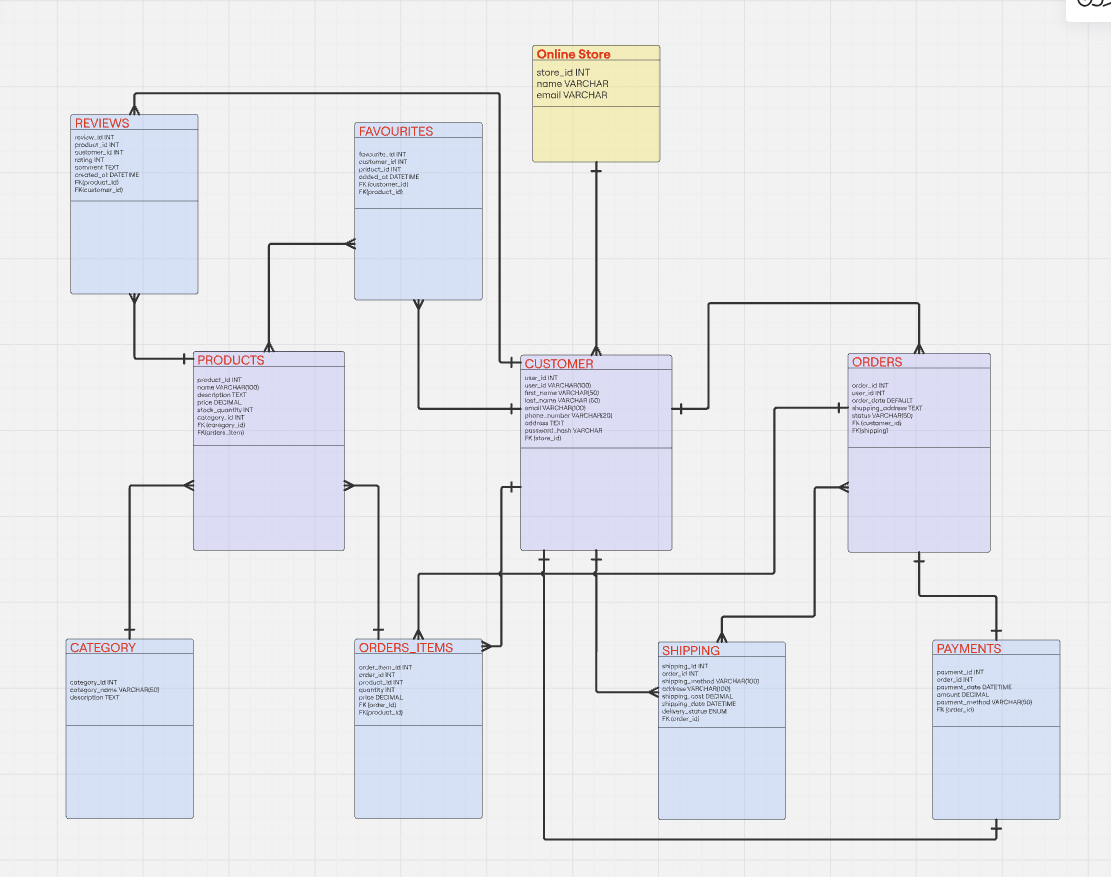 Online Store
store_id INT
name VARCHAR
email VARCHAR
REVIEWS
review_id INT
product_id INT
customer_id INT
rating INT
comment TEXT
created_at DATETIME
FK(product_id)
FK(customer_id)
FAVOURITES
favourite_id INT
customer_id INT
product_id INT
added_at DATETIME
FK (customer_id)
FK(product_id)
PRODUCTS
product_id INT
name VARCHAR(100)
description TEXT
price DECIMAL
stock_quantity INT
category_id INT
FK (category_id)
FK(orders_item)
CUSTOMER
user_id INT
user_id VARCHAR(100)
first_name VARCHAR(50)
last_name VARCHAR (50)
email VARCHAR(100)
phone_number VARCHAR(20)
address TEXT
password_hash VARCHAR
FK (store_id)
ORDERS
order_id INT
user_id INT
order_date DEFAULT
shupping_address TEXT
status VARCHAR(50)
FK (customer_id)
FK(shipping)
CATEGORY
category_id INT
category_name VARCHAR(50)
description TEXT
ORDERS_ITEMS
order_item_id INT
order_id INT
product_id INT
quantity INT
price DECIMAL
FK (order_id)
FK(product_id)
SHIPPING
shipping_id INT
order_id INT
shipping_method VARCHAR(100)
address VARCHAR(100)
shipping_cost DECIMAL
shipping_date DATETIME
delivery_status ENUM
FK (order_id)
PAYMENTS
payment_id INT
order_id INT
payment_date DATETIME
amount DECIMAL
payment_method VARCHAR(50)
FK (order_id)